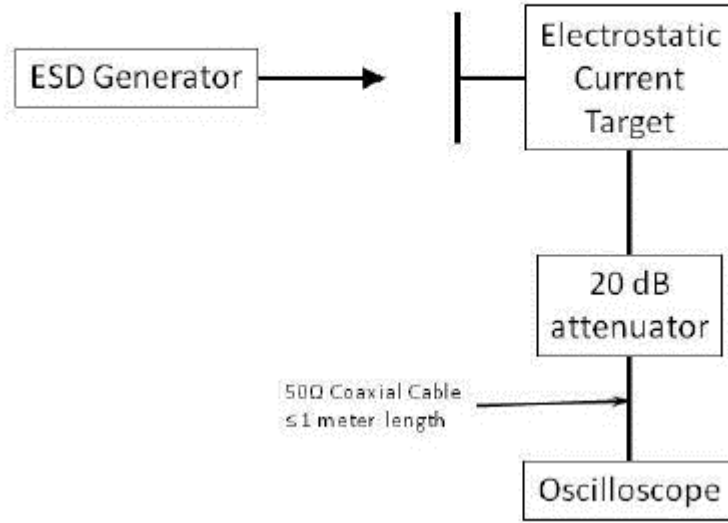 ESD Generator
Electrostatic
Current
Target
20 dB
attenuator
50Ω Coaxial Cable
≤1 meter length
Oscilloscope